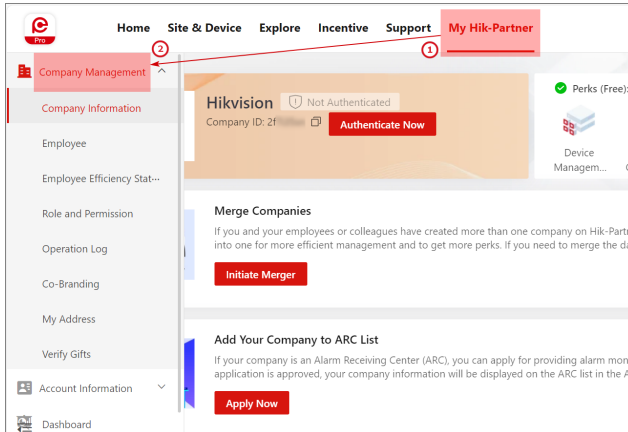 Pro
Home Site & Device Explore Incentive Support My Hik-Partner
2
1
Company Management
Company Information
Employee
Employee Efficiency Stat···
Role and Permission
Operation Log
Co-Branding
My Address
Verify Gifts
Account Information
Dashboard
Hikvision Not Authenticated
Company ID: 2f
Authenticate Now
Perks (Free):
Device
Managem...
Merge Companies
If you and your employees or colleagues have created more than one company on Hik-Partn
into one for more efficient management and to get more perks. If you need to merge the da
Initiate Merger
Add Your Company to ARC List
If your company is an Alarm Receiving Center (ARC), you can apply for providing alarm mon
application is approved, your company information will be displayed on the ARC list in the A
Apply Now